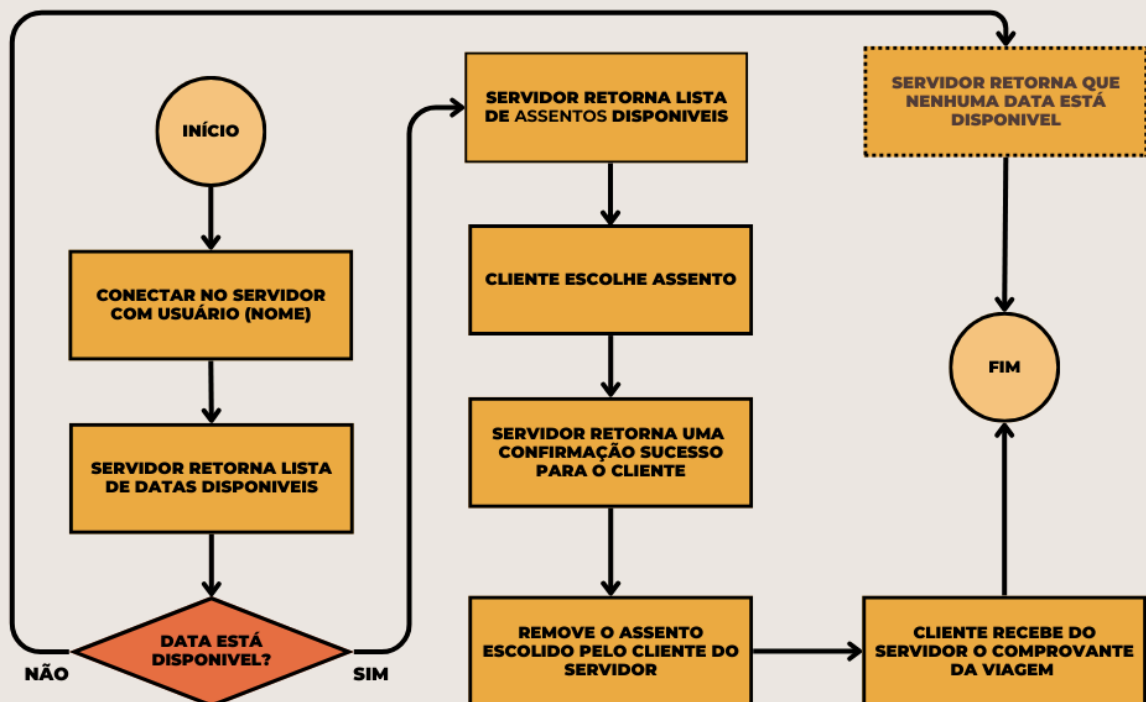 INÍCIO
CONECTAR NO SERVIDOR
COM USUÁRIO (NOME)
SERVIDOR RETORNA LISTA
DE DATAS DISPONIVEIS
DATA ESTÁ
DISPONIVEL?
NÃO
SIM
SERVIDOR RETORNA LISTA
DE ASSENTOS DISPONIVEIS
CLIENTE ESCOLHE ASSENTO
SERVIDOR RETORNA UMA
CONFIRMAÇÃO SUCESSO
PARA O CLIENTE
REMOVE O ASSENTO
ESCOLIDO PELO CLIENTE DO
SERVIDOR
CLIENTE RECEBE DO
SERVIDOR O COMPROVANTE
DA VIAGEM
SERVIDOR RETORNA QUE
NENHUMA DATA ESTÁ
DISPONIVEL
FIM